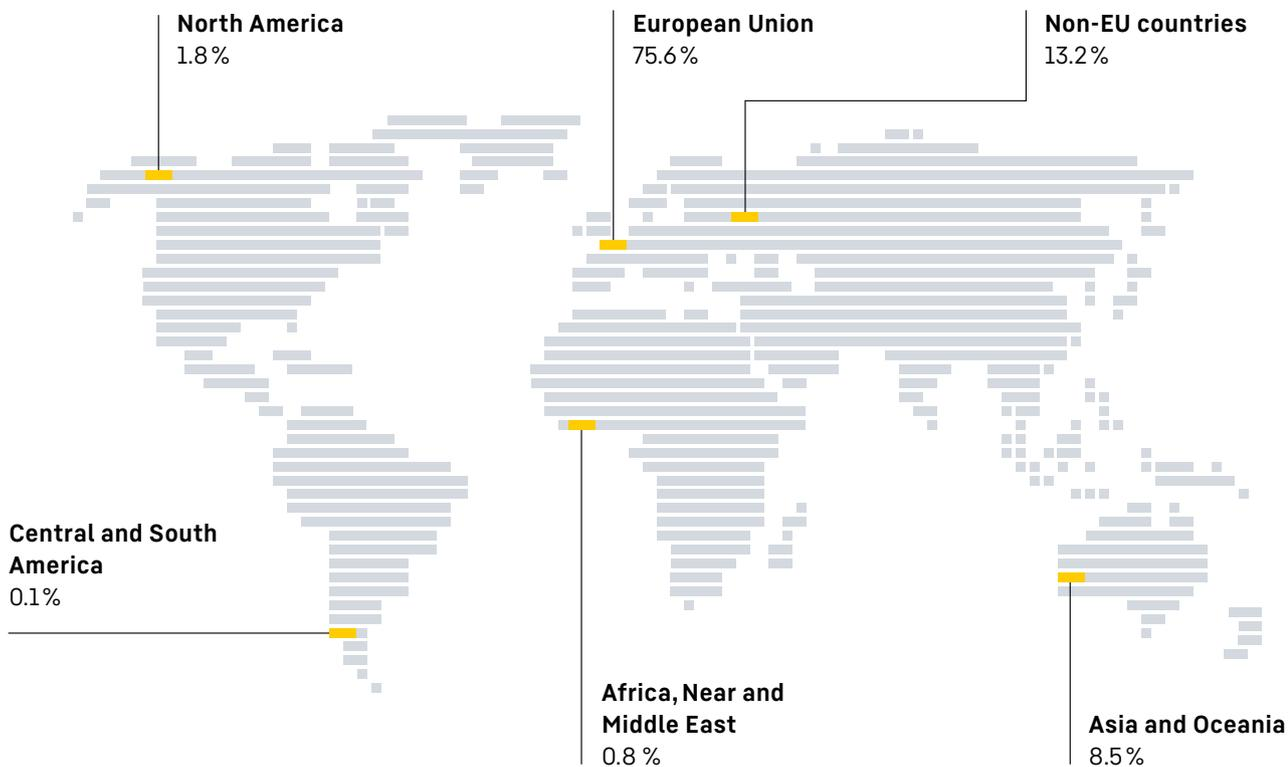 North America
1.8 %
European Union
75.6 %
Non-EU countries
13.2 %
Central and South
America
0.1 %
Africa, Near and
Middle East
0.8 %
Asia and Oceania
8.5 %